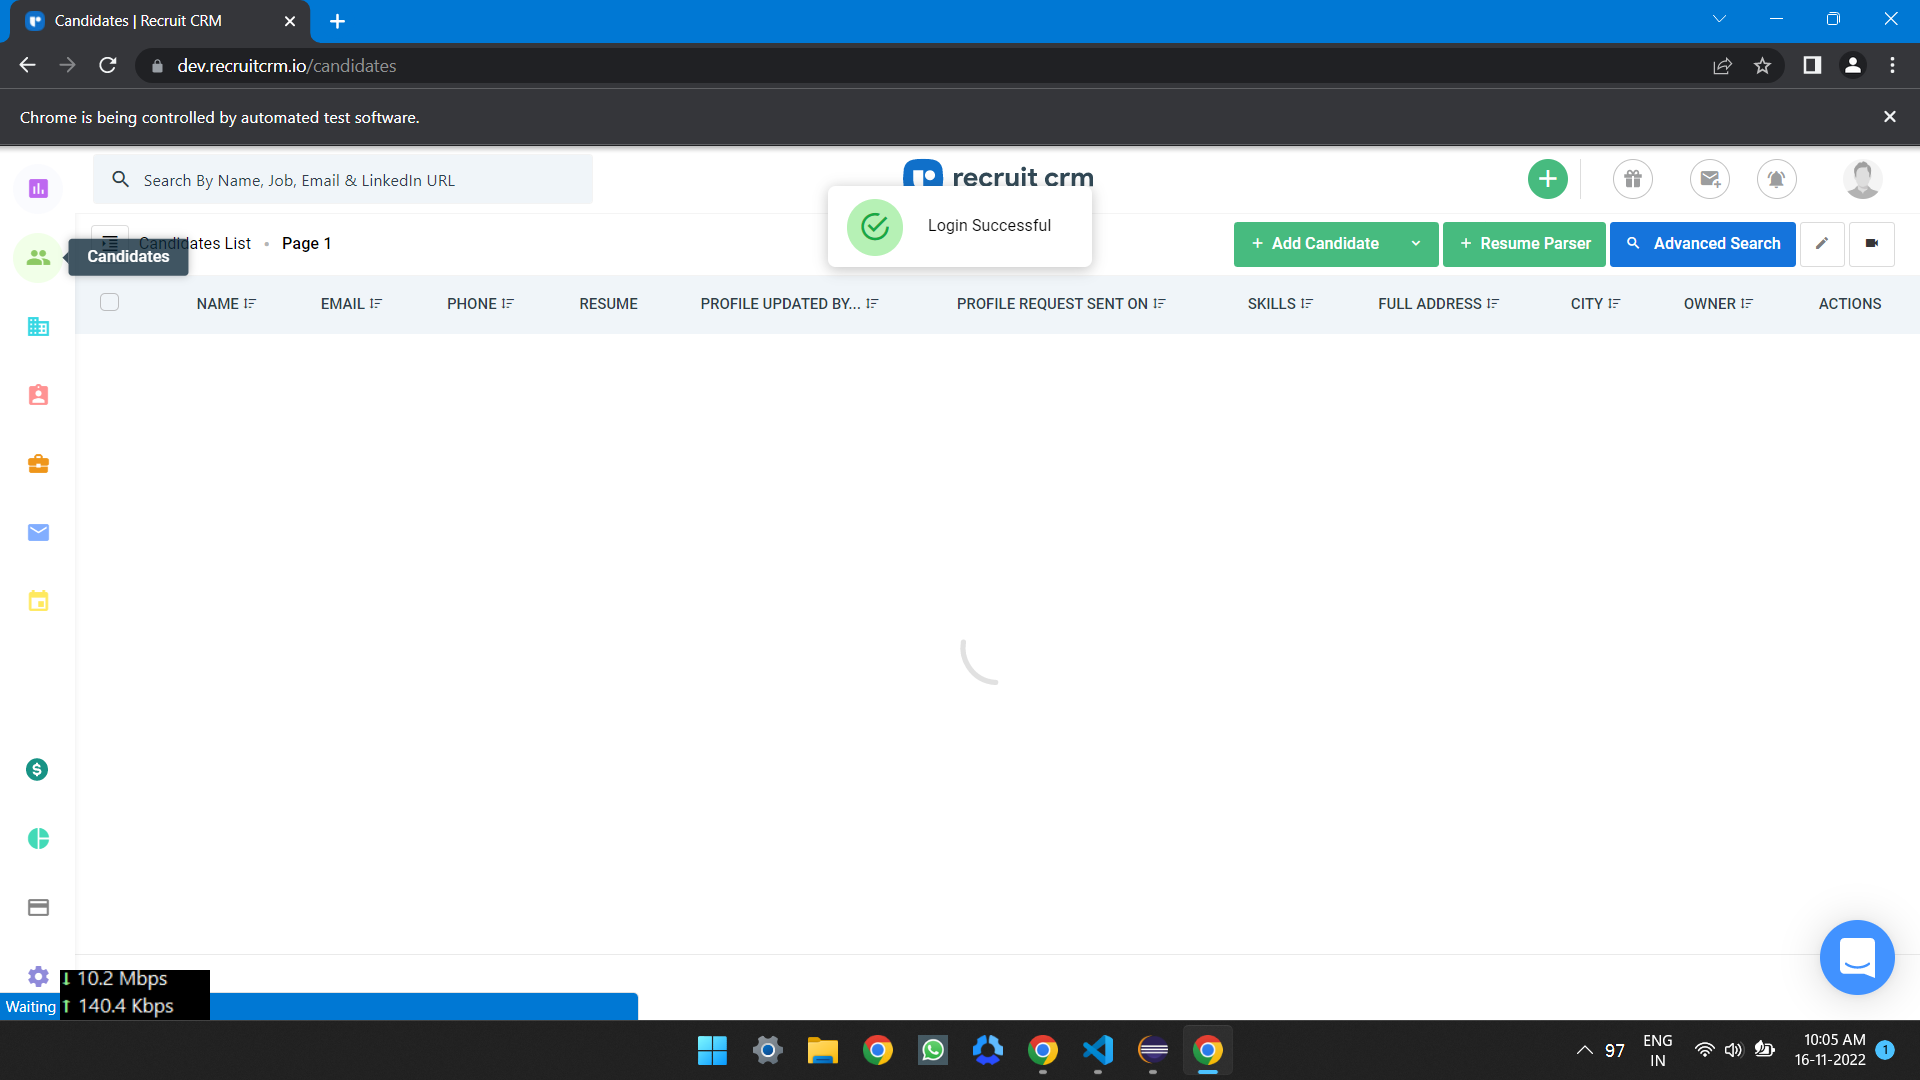 Candidates | Recruit CRM
dev.recruitcrm.io/candidates
Chrome is being controlled by automated test software.
Search By Name, Job, Email & LinkedIn URL
recruit crm
Login Successful
Candidates List • Page 1
Candidates
+ Add Candidate
+ Resume Parser
Advanced Search
NAME EMAIL PHONE RESUME PROFILE UPDATED BY... PROFILE REQUEST SENT ON SKILLS FULL ADDRESS CITY OWNER ACTIONS
↓ 10.2 Mbps
Waiting ↑ 140.4 Kbps
97
ENG
IN
10:05 AM
16-11-2022
1